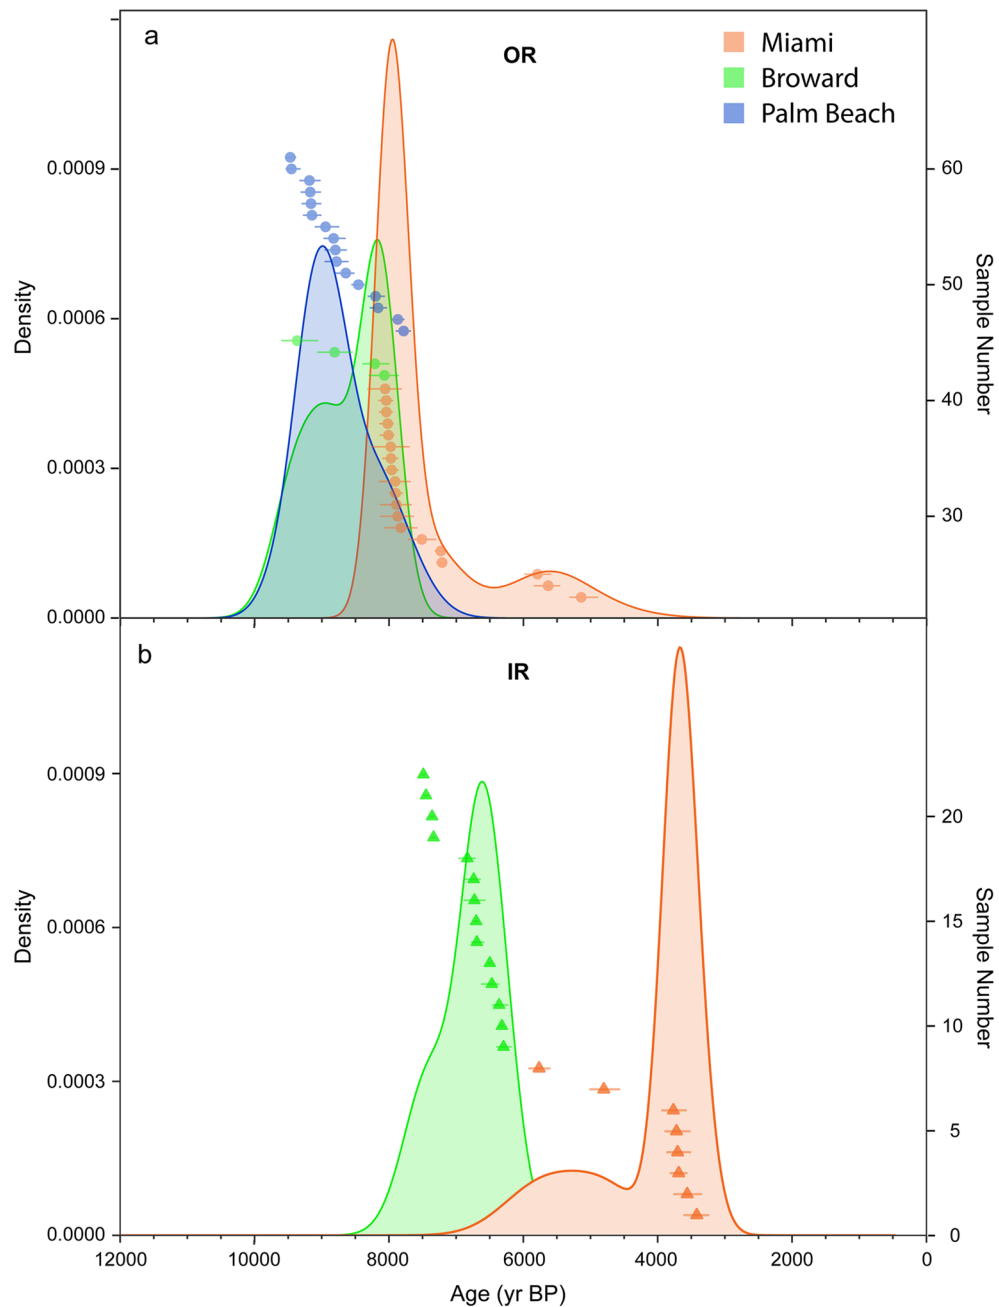 a
OR
Miami
Broward
Palm Beach
0.0009
0.0006
0.0003
0.0000
Density
60
50
40
30
Sample Number
b
IR
0.0009
0.0006
0.0003
0.0000
Density
20
15
10
5
0
Sample Number
12000 10000 8000 6000 4000 2000 0
Age (yr BP)